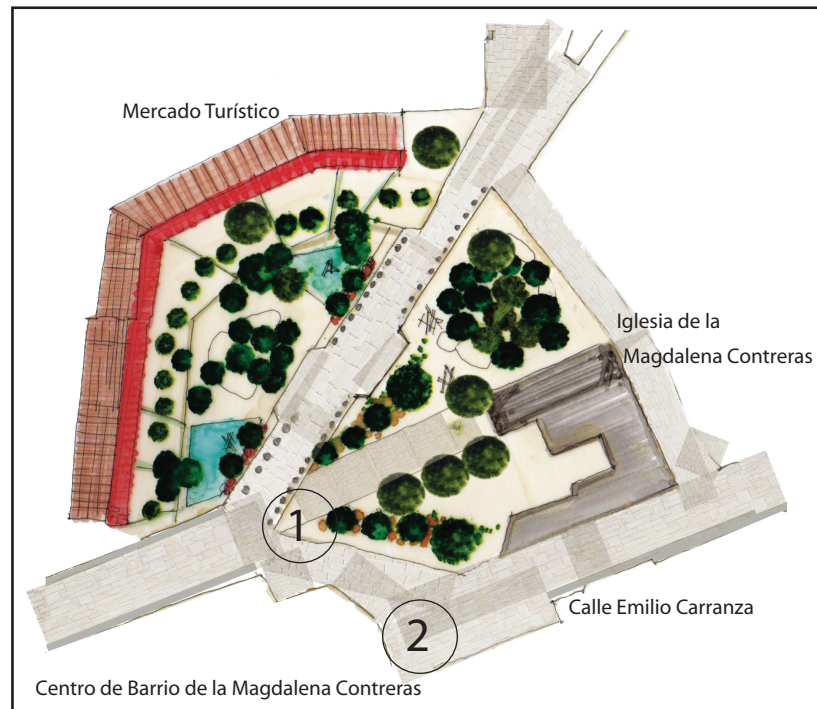 Mercado Turístico
Iglesia de la
Magdalena Contreras
1
2
Calle Emilio Carranza
Centro de Barrio de la Magdalena Contreras